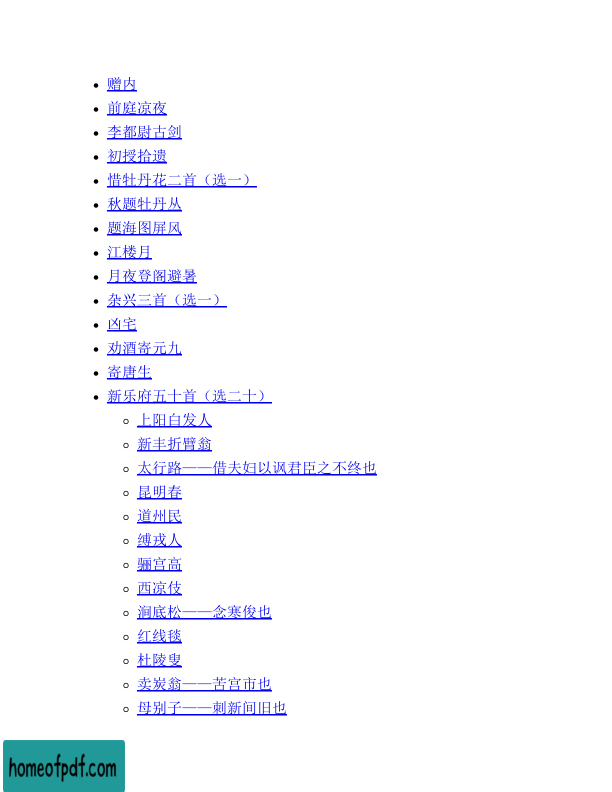 赠内
前庭凉夜
李都尉古剑
初授拾遗
惜牡丹花二首（选一）
秋题牡丹丛
题海图屏风
江楼月
月夜登阁避暑
杂兴三首（选一）
凶宅
劝酒寄元九
寄唐生
新乐府五十首（选二十）
上阳白发人
新丰折臂翁
太行路——借夫妇以讽君臣之不终也
昆明春
道州民
缚戎人
骊宫高
西凉伎
涧底松——念寒俊也
红线毯
杜陵叟
卖炭翁——苦宫市也
母别子——刺新间旧也
homeofpdf.com